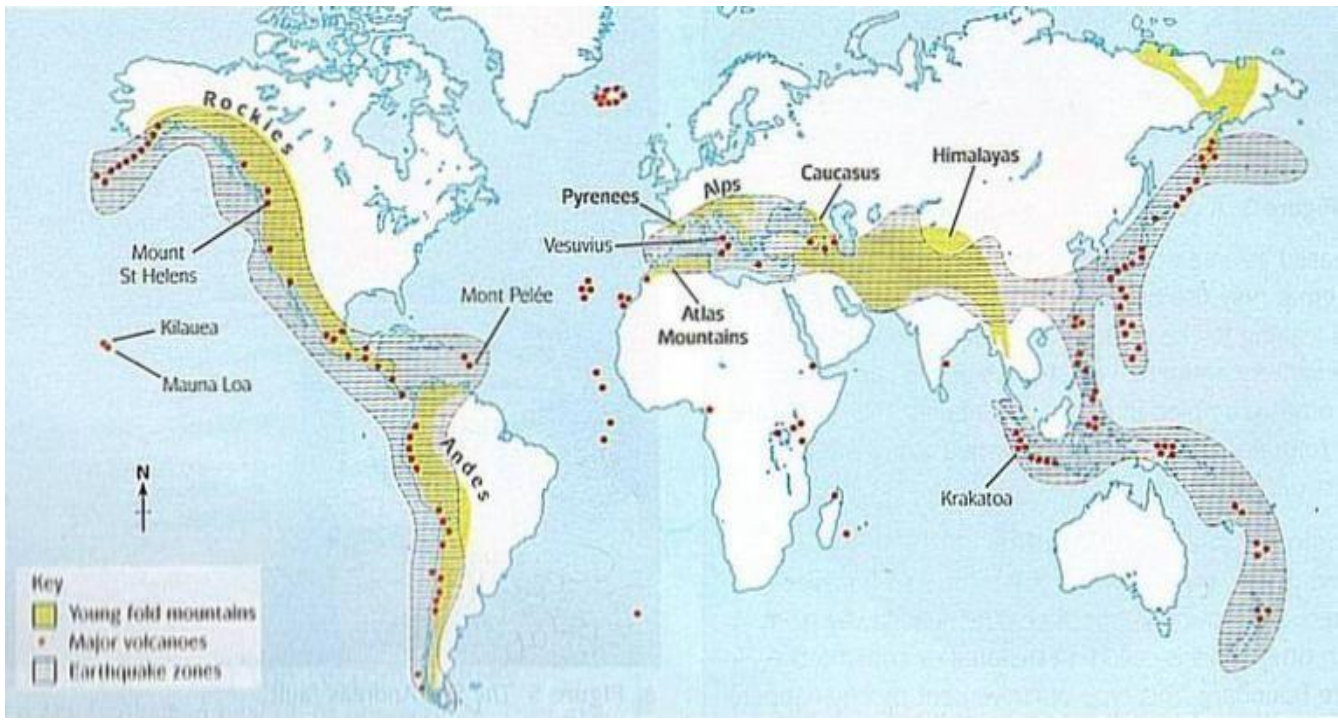 Rockies
Mount
St Helens
Kilauea
Mauna Loa
Mont Pelée
Andes
N
Pyrenees
Alps
Caucasus
Himalayas
Vesuvius
Atlas
Mountains
Krakatoa
Key
Young fold mountains
Major volcanoes
Earthquake zones